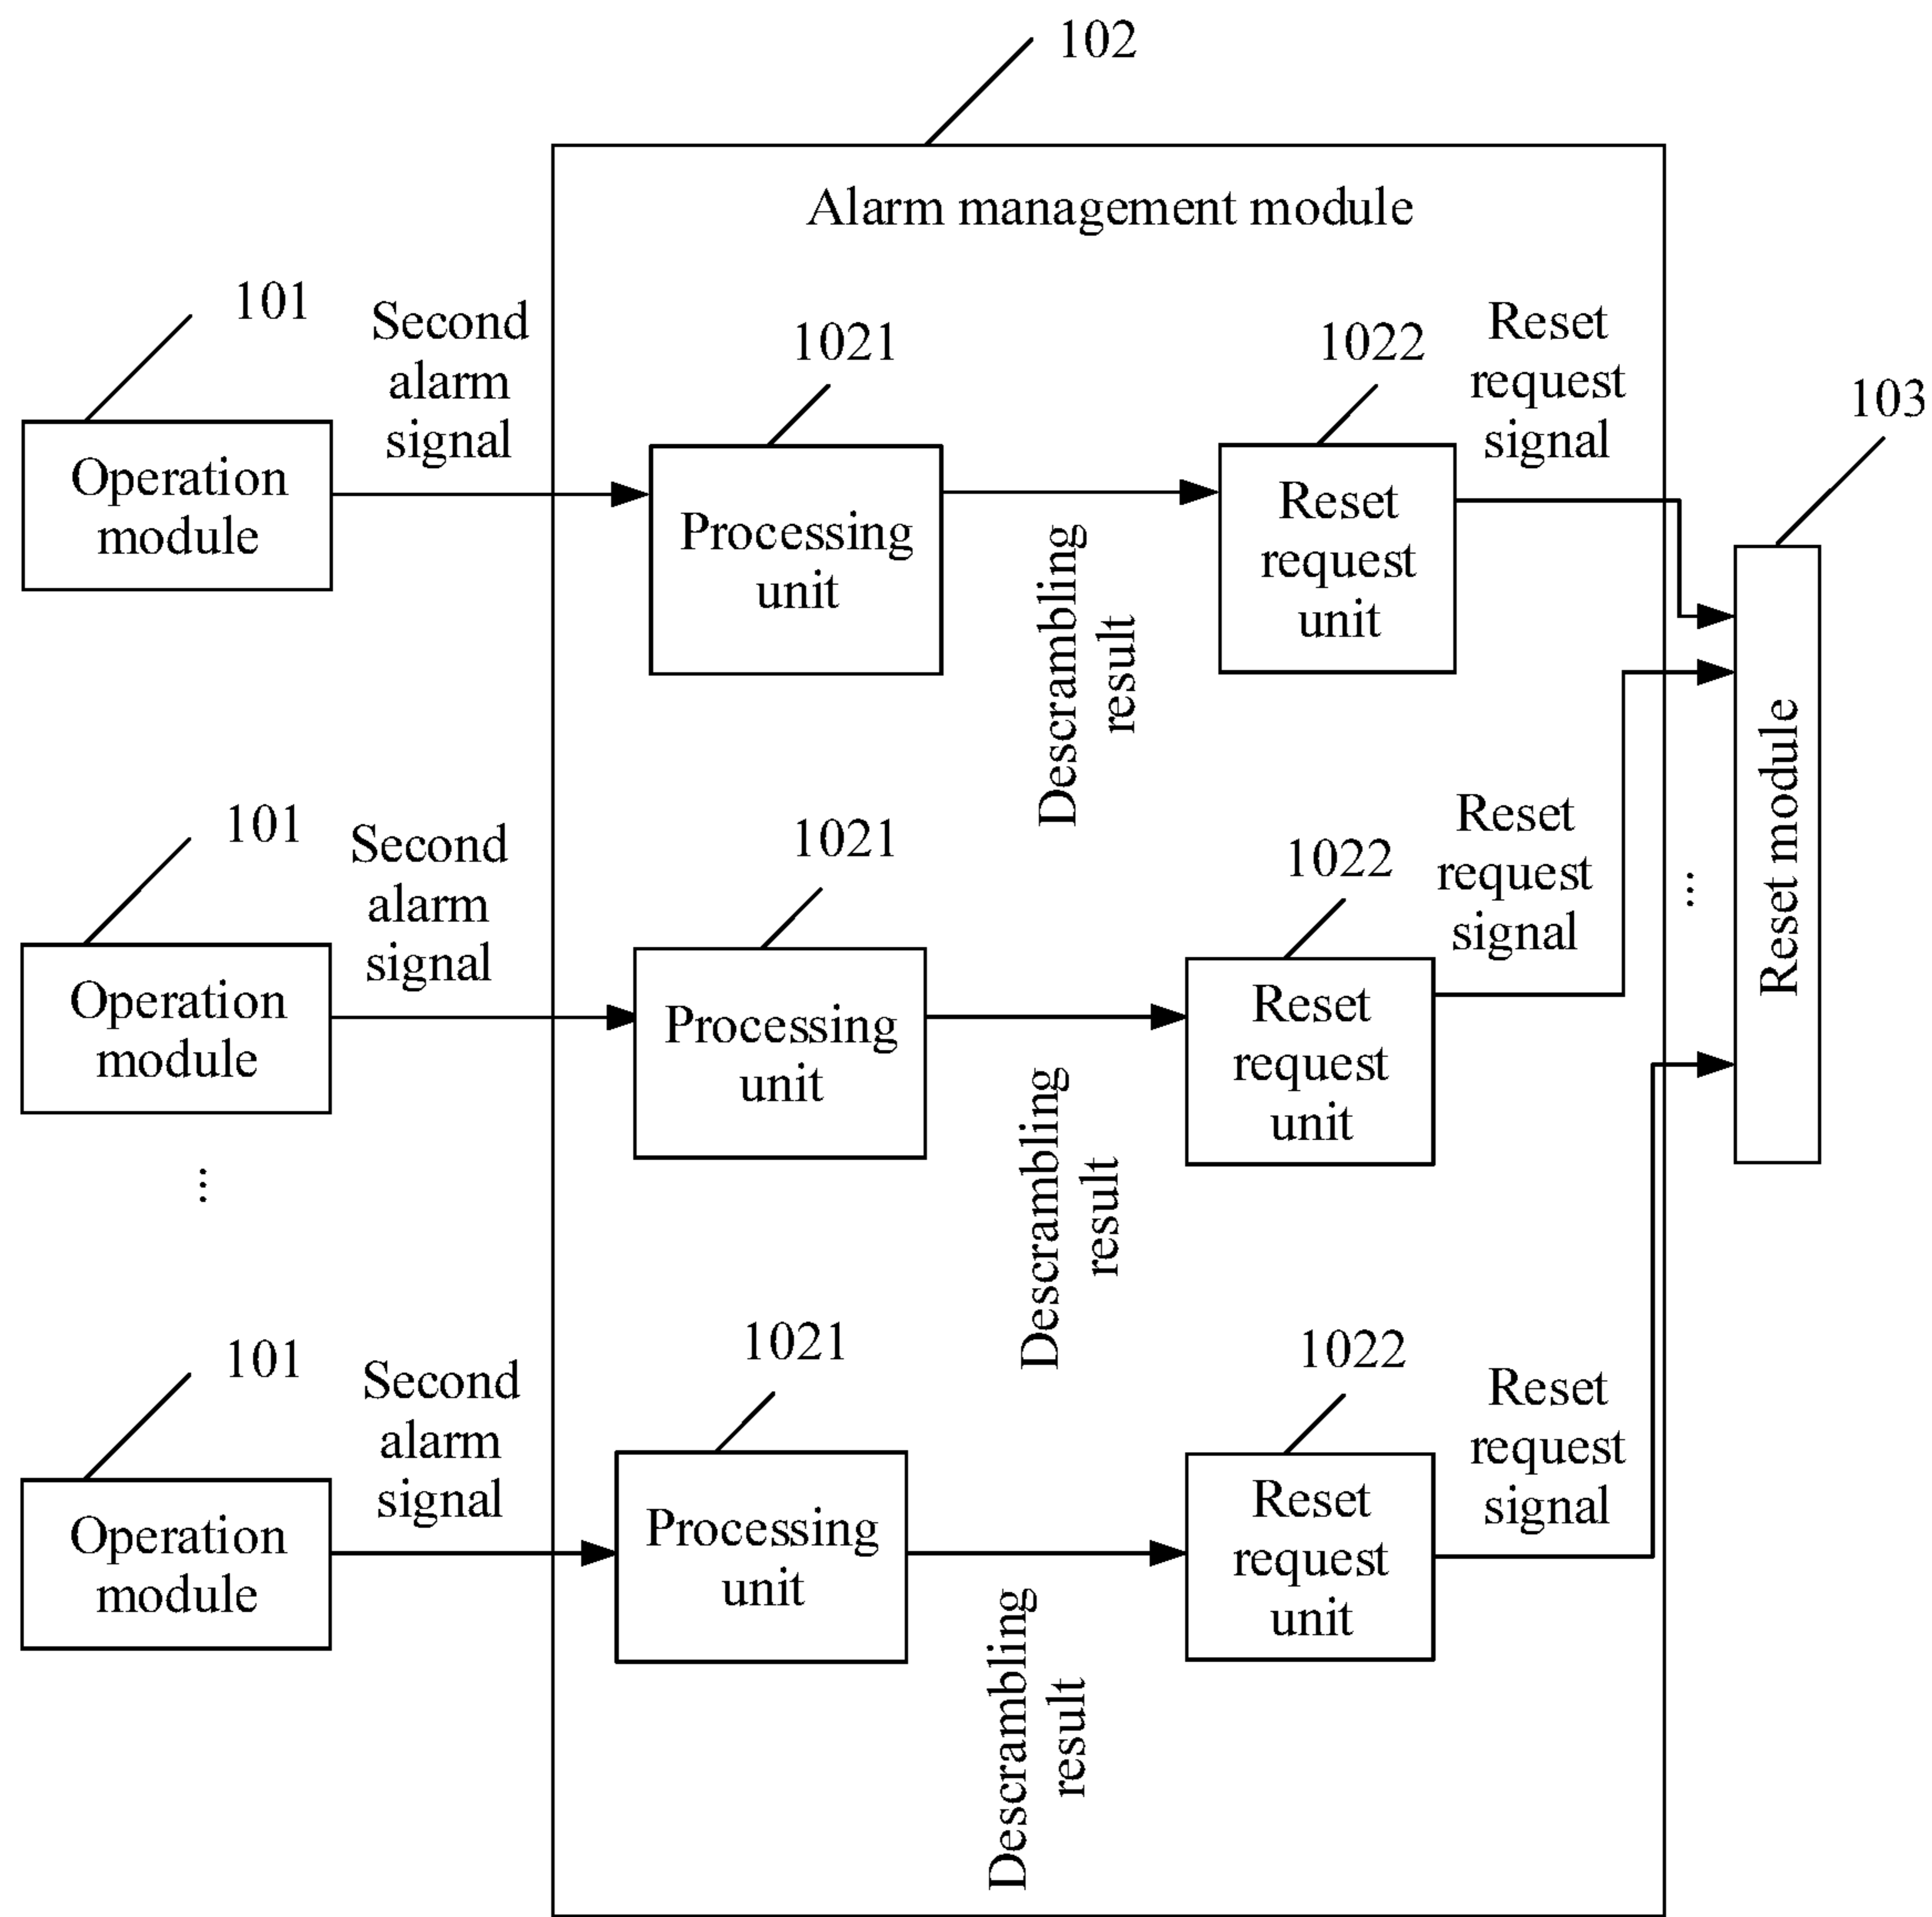 102
Alarm management module
101
Second
alarm
signal
1021
1022
Reset
request
signal
103
Operation
module
Processing
unit
Descrambling
result
Reset
request
unit
Reset module
101
Second
alarm
signal
1021
1022
Reset
request
signal
...
Operation
module
Processing
unit
Descrambling
result
Reset
request
unit
...
101
Second
alarm
signal
1021
1022
Reset
request
signal
Operation
module
Processing
unit
Descrambling
result
Reset
request
unit